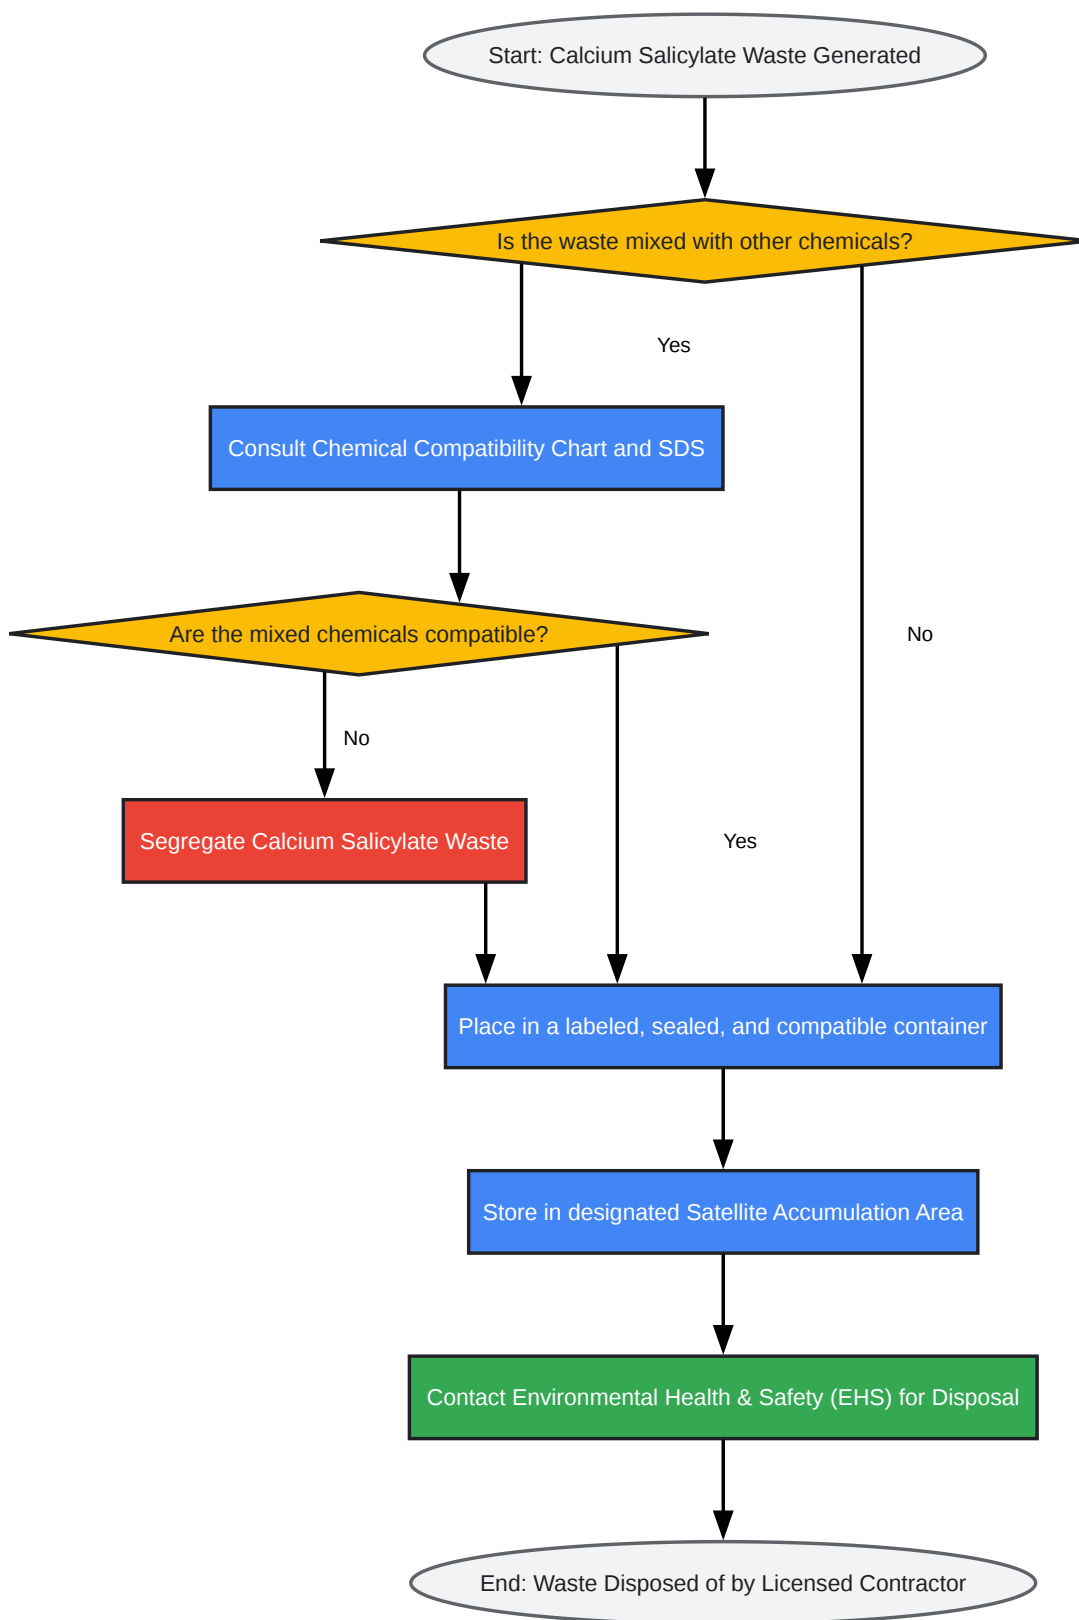 Start: Calcium Salicylate Waste Generated
Is the waste mixed with other chemicals?
Yes
Consult Chemical Compatibility Chart and SDS
Are the mixed chemicals compatible?
No
No
Segregate Calcium Salicylate Waste
Yes
Place in a labeled, sealed, and compatible container
Store in designated Satellite Accumulation Area
Contact Environmental Health & Safety (EHS) for Disposal
End: Waste Disposed of by Licensed Contractor